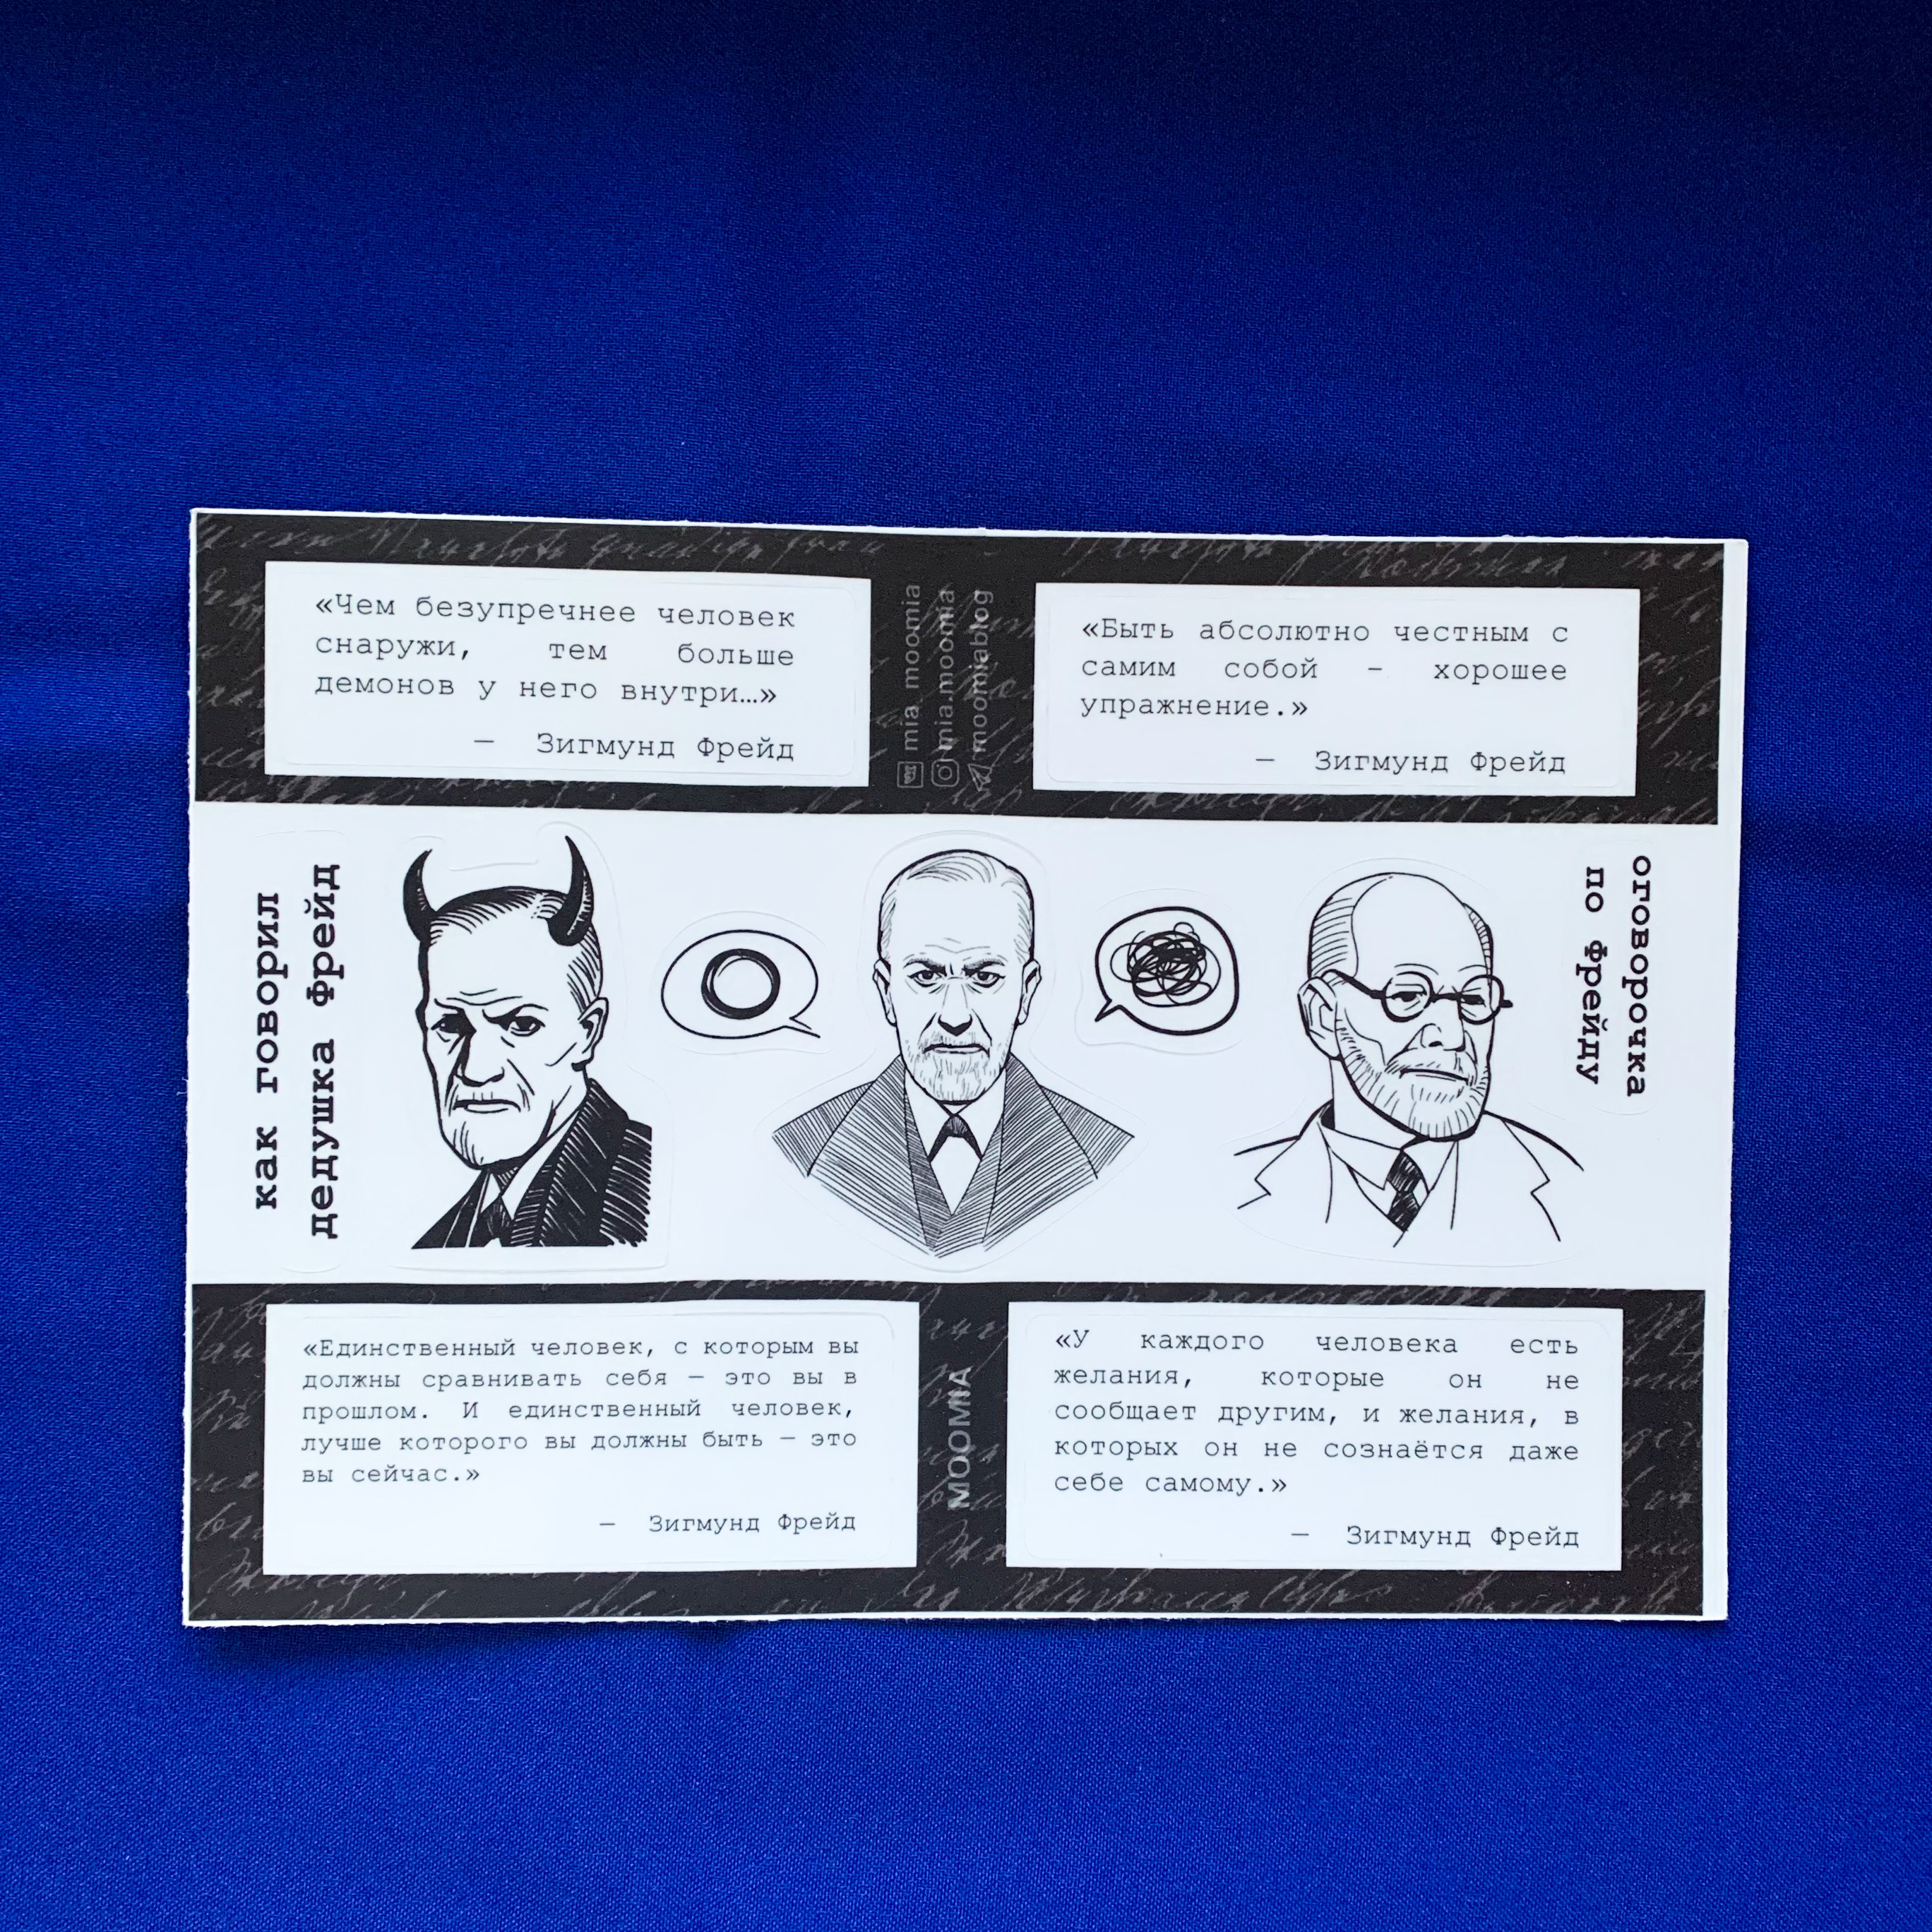 «Чем безупречнее человек
снаружи, тем больше
демонов у него внутри…»
— Зигмунд Фрейд
mia_moomia
mia.moomia
moomiablog
«Быть абсолютно честным с
самим собой – хорошее
упражнение.»
— Зигмунд Фрейд
как говорил
дедушка Фрейд
оговорочка
по Фрейду
«Единственный человек, с которым вы
должны сравнивать себя — это вы в
прошлом. И единственный человек,
лучше которого вы должны быть — это
вы сейчас.»
— Зигмунд Фрейд
MOOMIA
«У каждого человека есть
желания, которые он не
сообщает другим, и желания, в
которых он не сознаётся даже
себе самому.»
— Зигмунд Фрейд